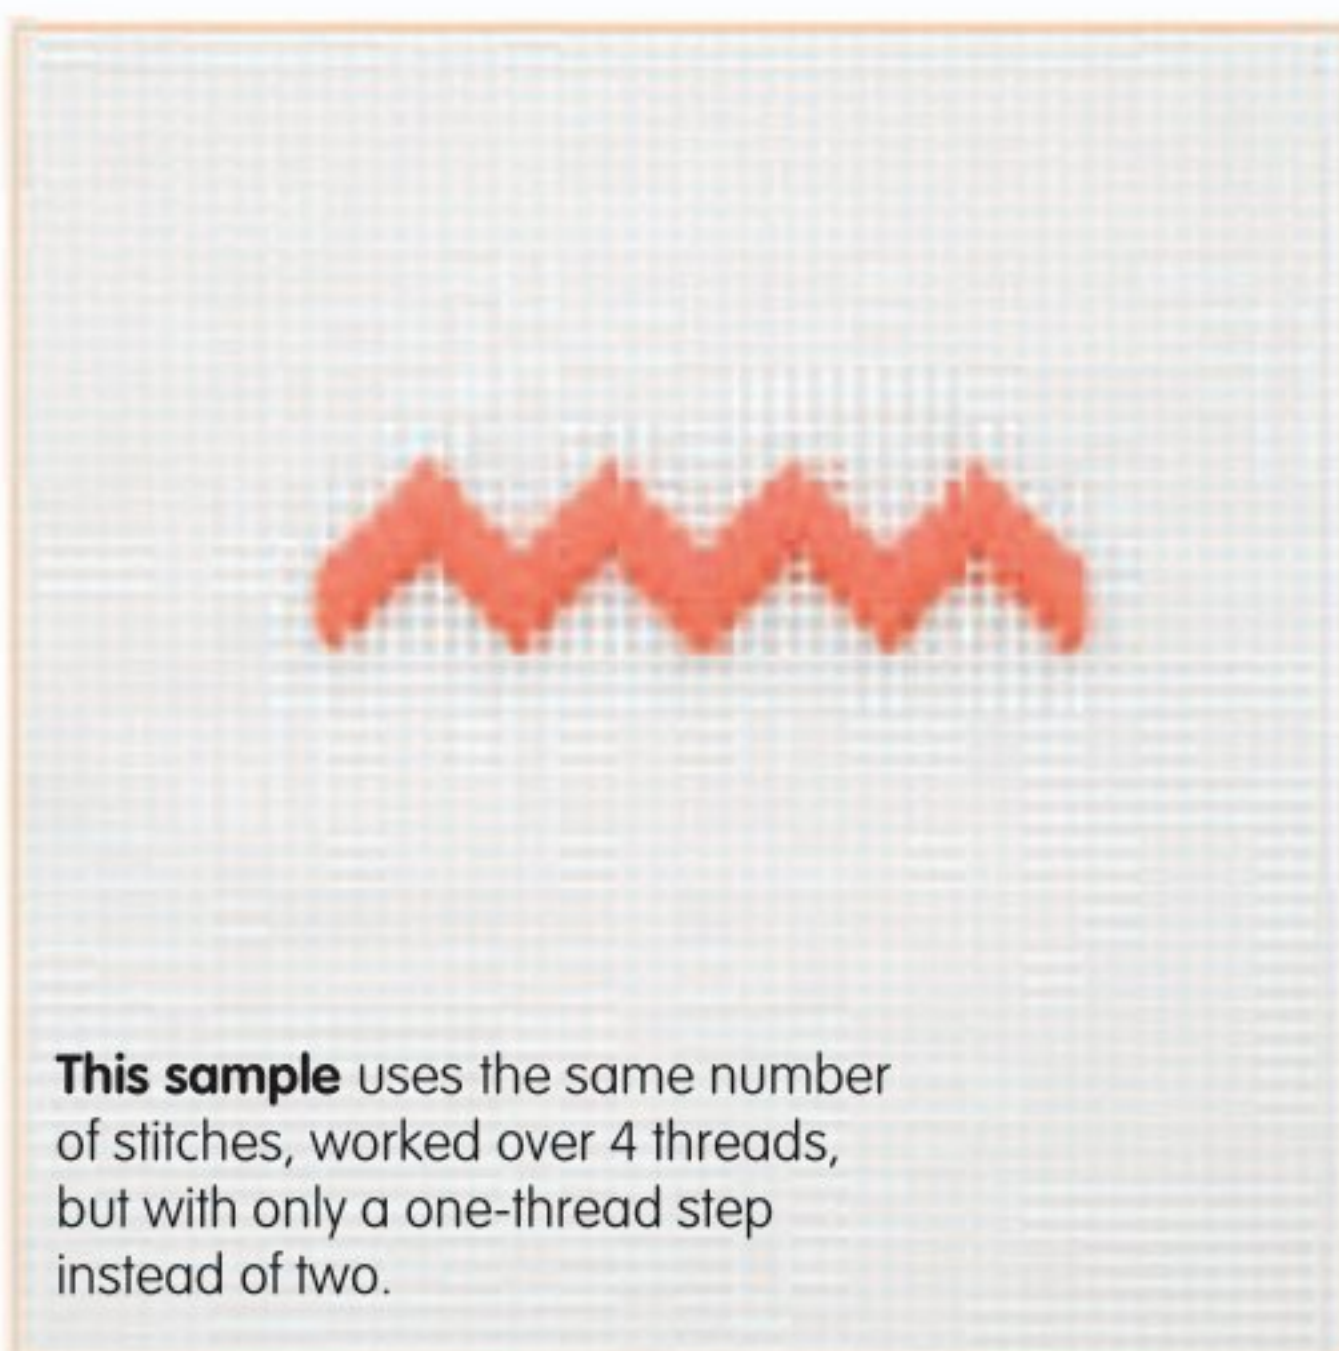 This sample uses the same number
of stitches, worked over 4 threads,
but with only a one-thread step
instead of two.